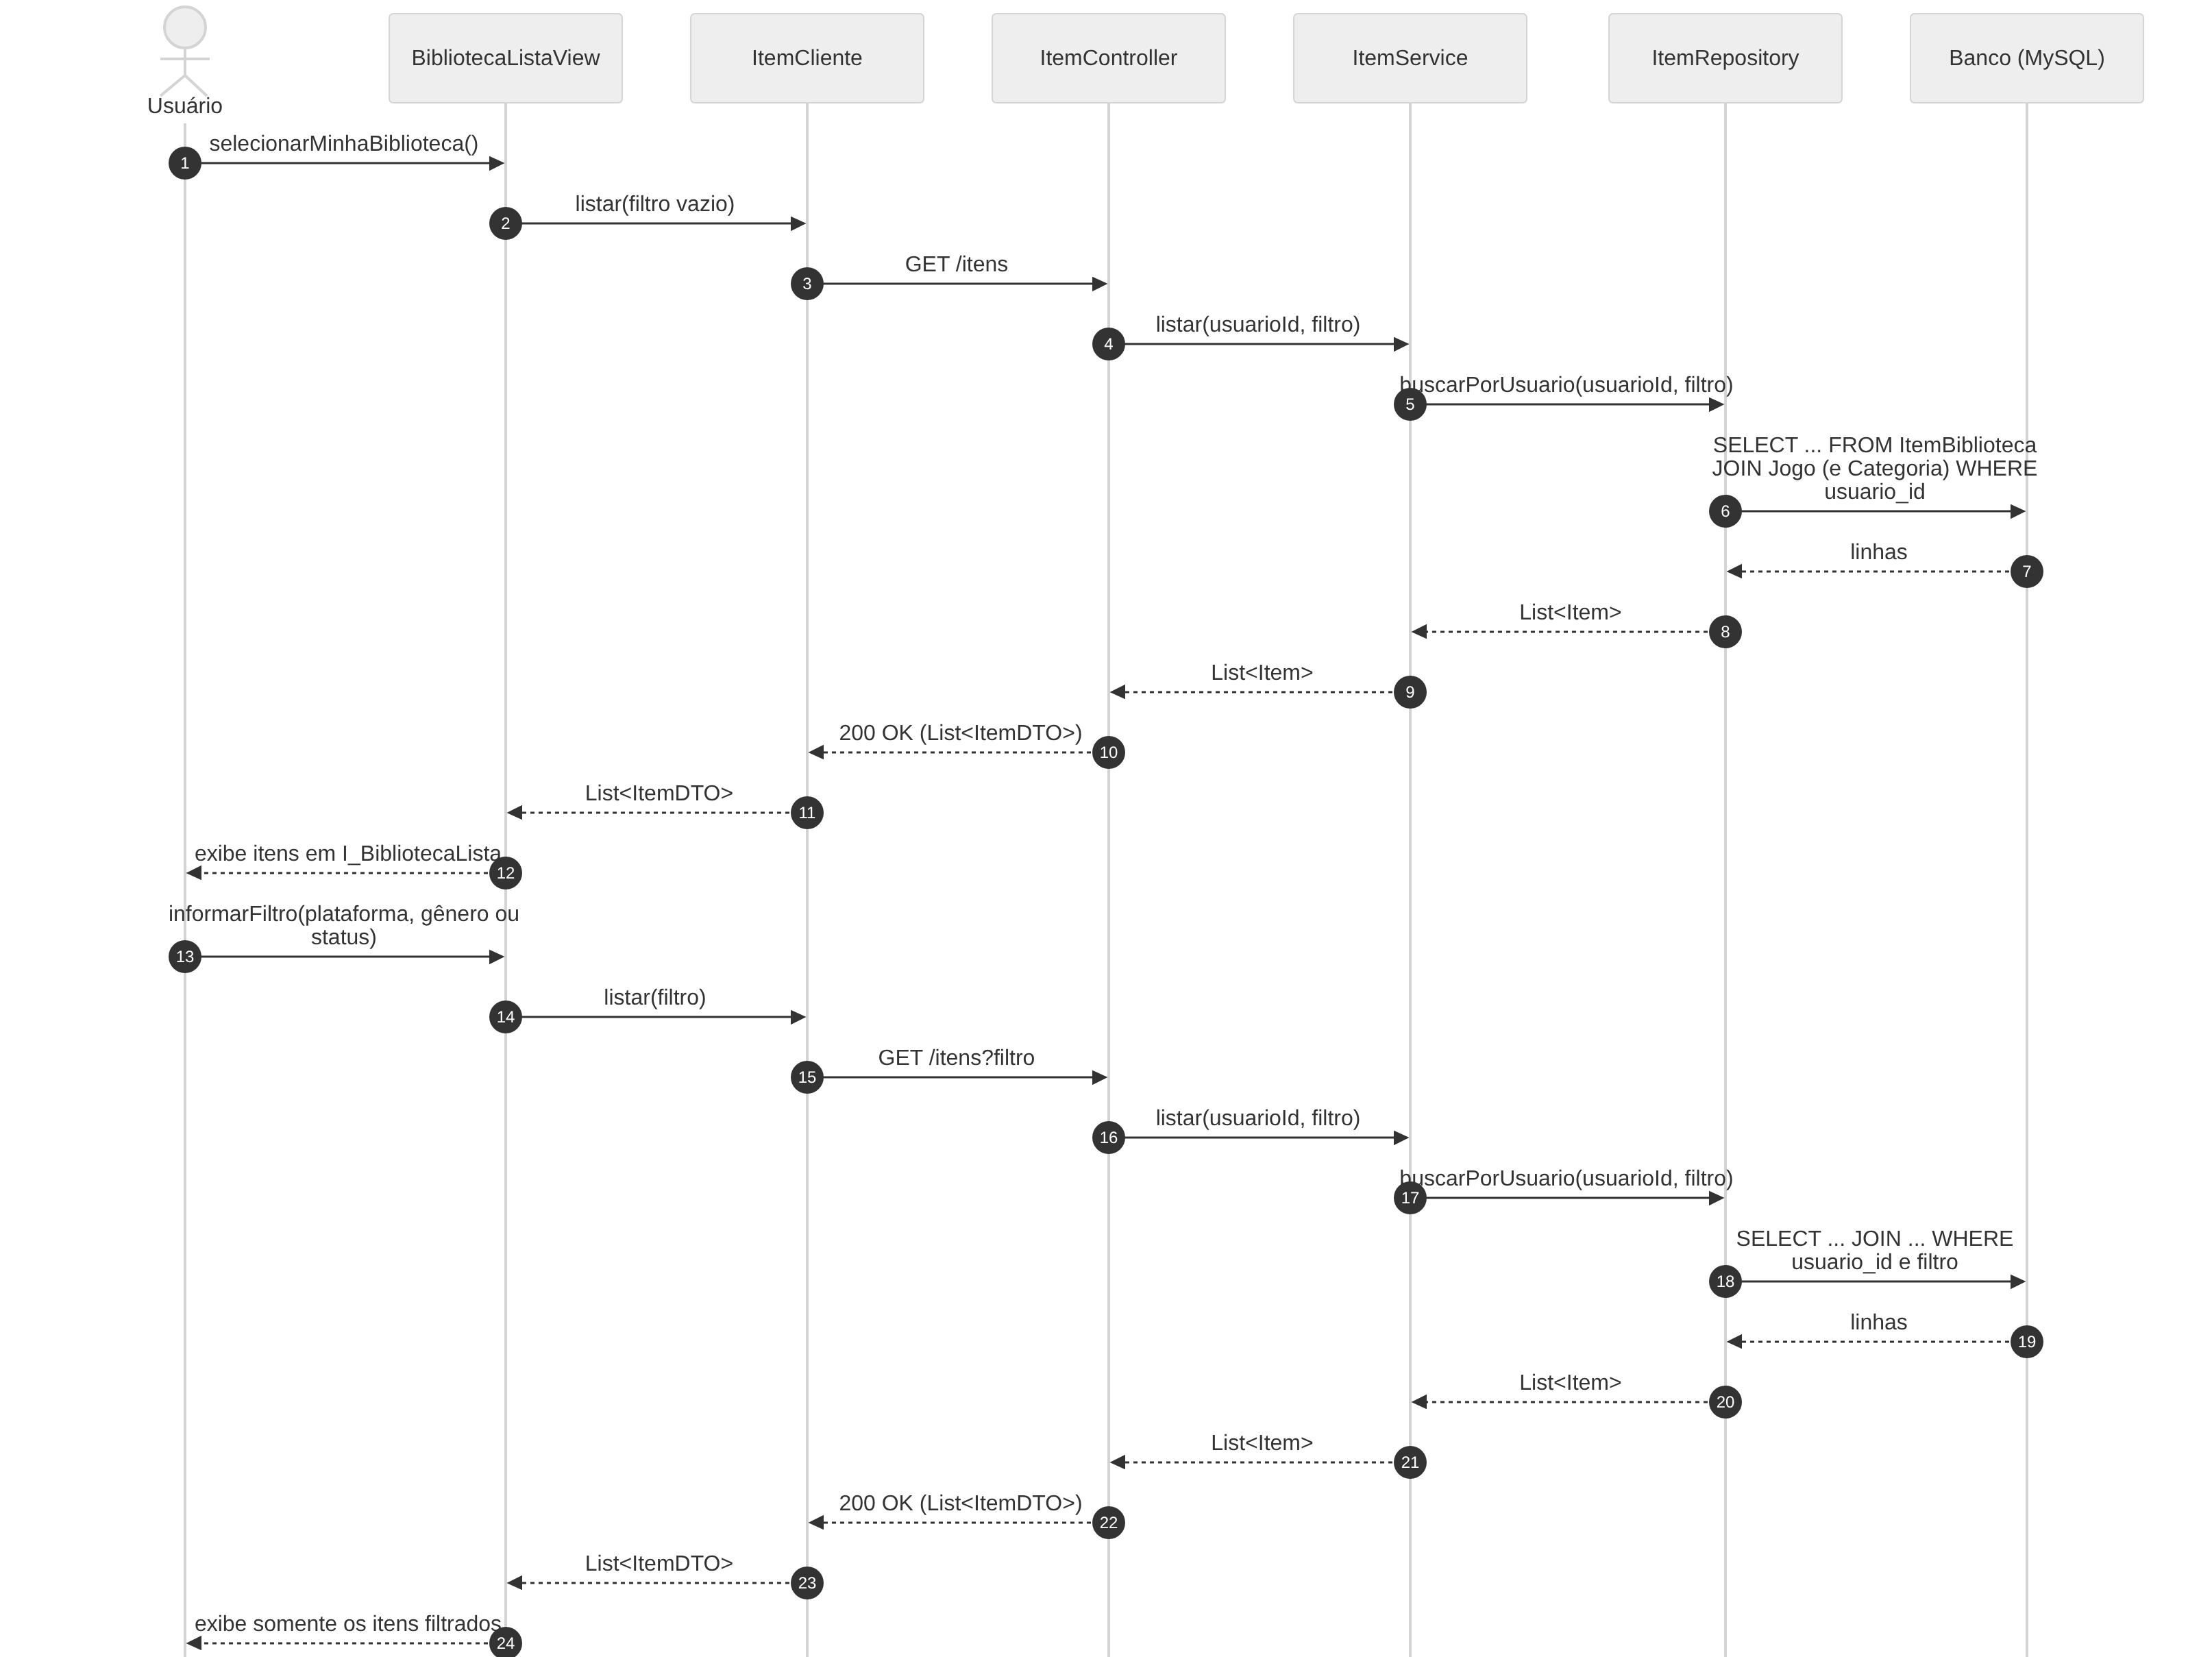 Usuário
BibliotecaListaView
ItemCliente
ItemController
ItemService
ItemRepository
Banco (MySQL)
selecionarMinhaBiblioteca()
1
listar(filtro vazio)
2
GET /itens
3
listar(usuarioId, filtro)
4
buscarPorUsuario(usuarioId, filtro)
5
SELECT ... FROM ItemBiblioteca
JOIN Jogo (e Categoria) WHERE
usuario_id
6
linhas
7
List<Item>
8
List<Item>
9
200 OK (List<ItemDTO>)
10
List<ItemDTO>
11
exibe itens em I_BibliotecaLista
12
informarFiltro(plataforma, gênero ou
status)
13
listar(filtro)
14
GET /itens?filtro
15
listar(usuarioId, filtro)
16
buscarPorUsuario(usuarioId, filtro)
17
SELECT ... JOIN ... WHERE
usuario_id e filtro
18
linhas
19
List<Item>
20
List<Item>
21
200 OK (List<ItemDTO>)
22
List<ItemDTO>
23
exibe somente os itens filtrados
24